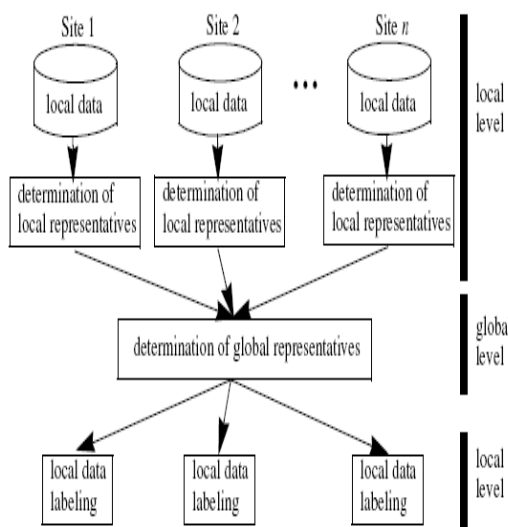 Site 1
Site 2
Site n
local data
local data
...
local data
local
level
determination of
local representatives
determination of
local representatives
determination of
local representatives
determination of global representatives
globa
level
local data
labeling
local data
labeling
local data
labeling
local
level